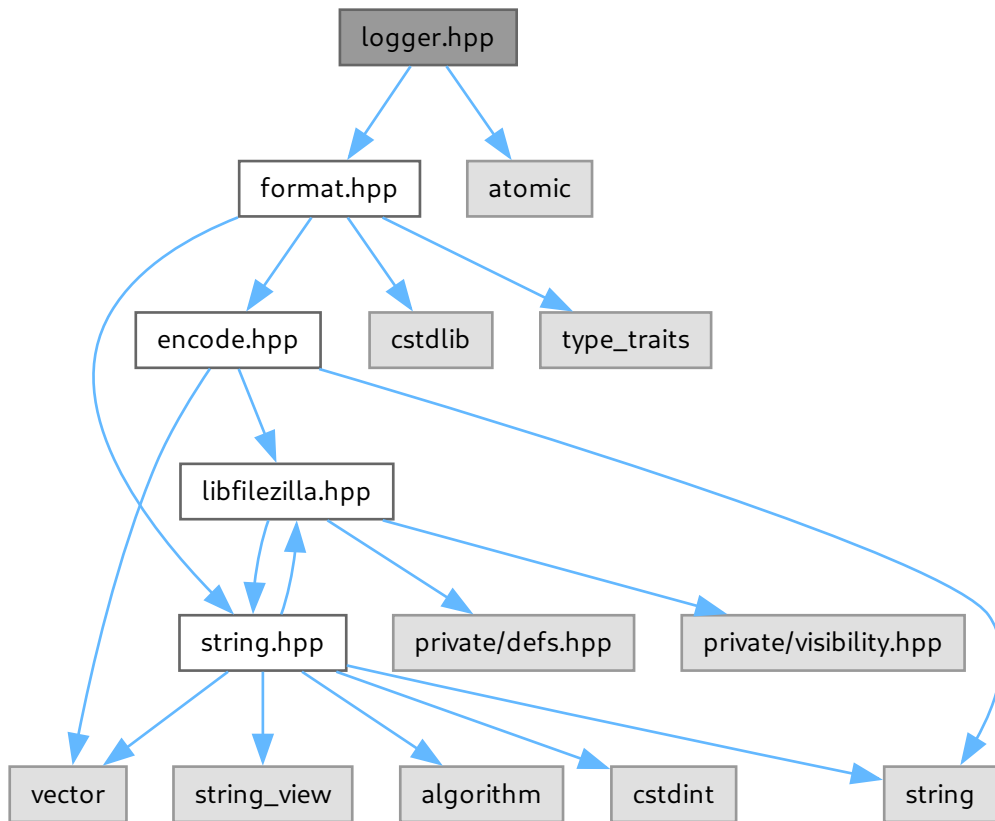 logger.hpp
format.hpp
atomic
encode.hpp
cstdlib
type_traits
libfilezilla.hpp
string.hpp
private/defs.hpp
private/visibility.hpp
vector
string_view
algorithm
cstdint
string